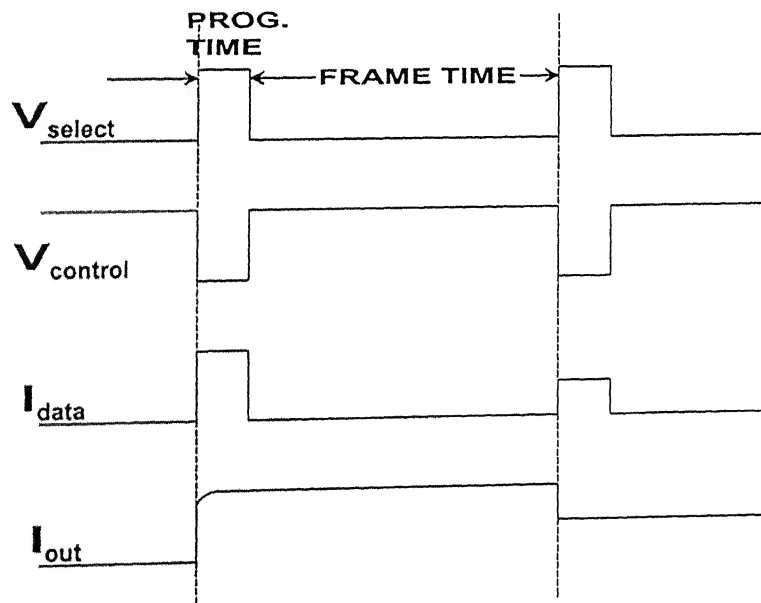 PROG.
TIME
FRAME TIME
Vselect
Vcontrol
Idata
Iout